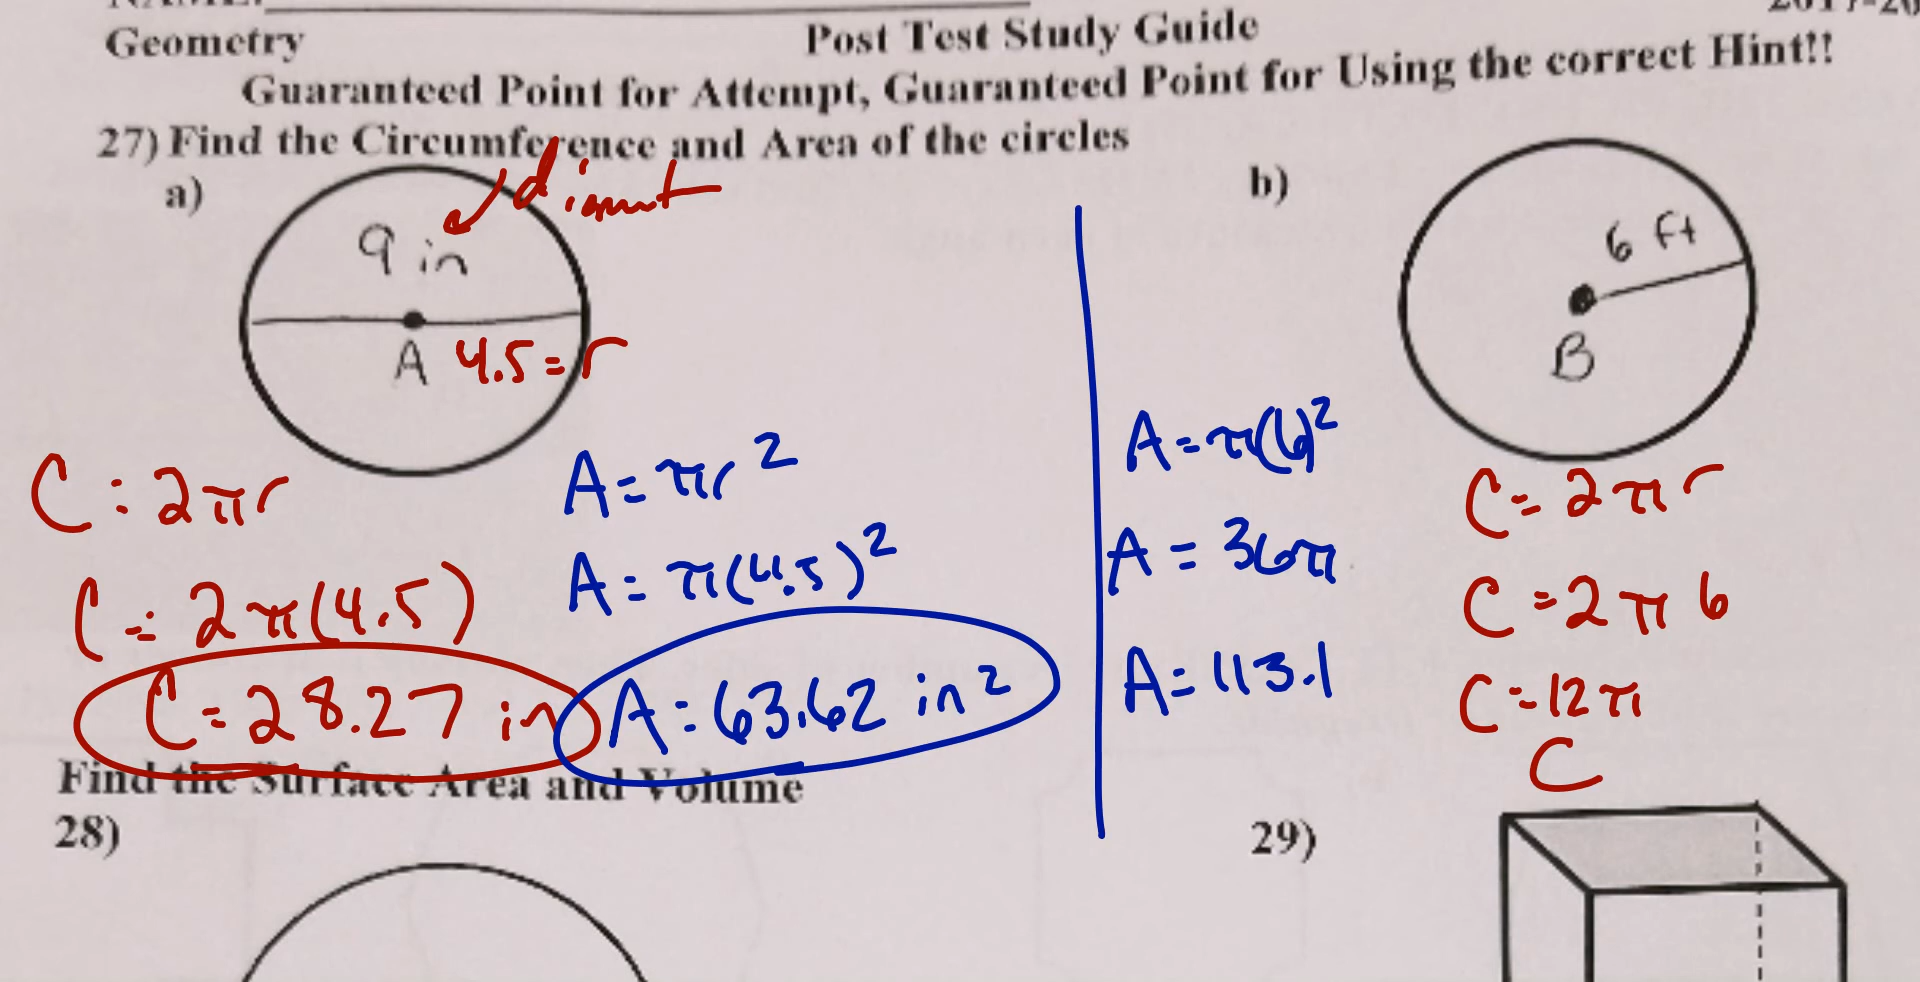 Geometry
Post Test Study Guide
Guaranteed Point for Attempt, Guaranteed Point for Using the correct Hint!!
27) Find the Circumference and Area of the circles
a)
9 in
A 4.5 = r
C = 2πr
C = 2π(4.5)
C = 28.27 in
A = πr²
A = π(4.5)²
A = 63.62 in²
b)
6 ft
B
A = π(6)²
A = 36π
A = 113.1
C = 2πr
C = 2π6
C = 12π
C
Find the Surface Area and Volume
28)
29)